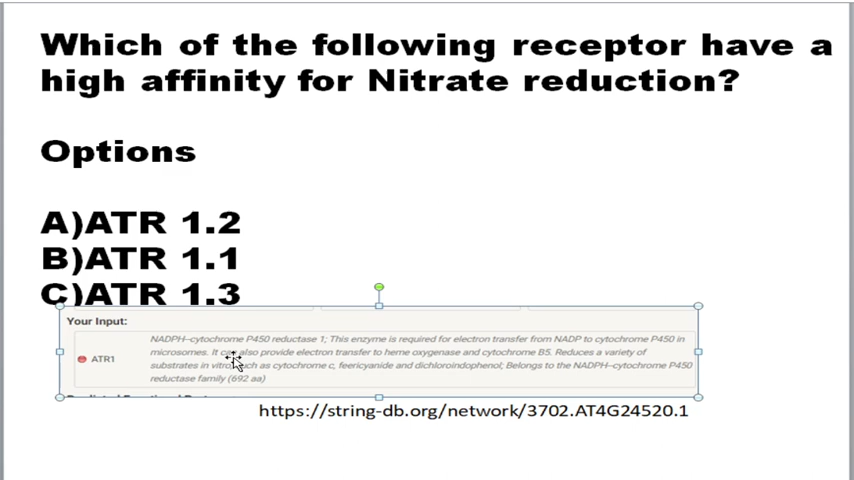 Which of the following receptor have a
high affinity for Nitrate reduction?
Options
A)ATR 1.2
B)ATR 1.1
C)ATR 1.3
Your Input:
ATR1
NADPH--cytochrome P450 reductase 1; This enzyme is required for electron transfer from NADP to cytochrome P450 in
microsomes. It can also provide electron transfer to heme oxygenase and cytochrome B5. Reduces a variety of
substrates in vitro, such as cytochrome c, feericyanide and dichloroindophenol; Belongs to the NADPH--cytochrome P450
reductase family (692 aa)
https://string-db.org/network/3702.AT4G24520.1